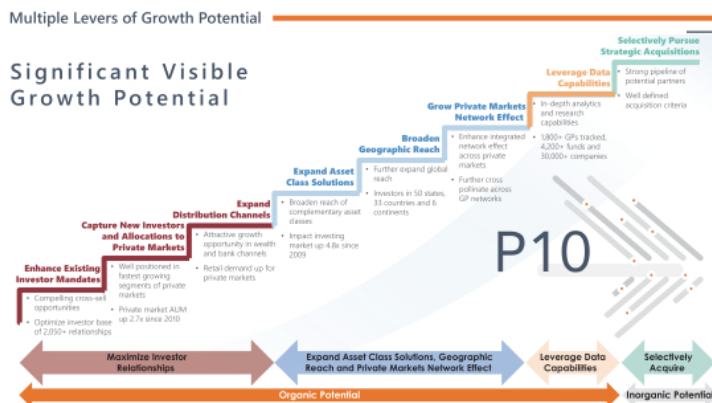 Multiple Levers of Growth Potential
Significant Visible
Growth Potential
Enhance Existing
Investor Mandates
• Compelling cross-sell
opportunities
• Optimize investor base
of 2,050+ relationships
Capture New Investors
and Allocations to
Private Markets
• Well positioned in
fastest growing
segments of private
markets
• Private market AUM
up 2.7x since 2010
Expand
Distribution Channels
• Attractive growth
opportunity in wealth
and bank channels
• Retail demand up for
private markets
Expand Asset
Class Solutions
• Broaden reach of
complementary asset
classes
• Impact investing
market up 4.8x since
2009
Broaden
Geographic Reach
• Further expand global
reach
• Investors in 50 states,
33 countries and 6
continents
Grow Private Markets
Network Effect
• Enhance integrated
network effect
across private
markets
• Further cross
pollinate across
GP networks
Leverage Data
Capabilities
• In-depth analytics
and research
capabilities
• 1,800+ GPs tracked,
4,200+ funds and
30,000+ companies
Selectively Pursue
Strategic Acquisitions
• Strong pipeline of
potential partners
• Well defined
acquisition criteria
P10
Maximize Investor
Relationships
Expand Asset Class Solutions, Geographic
Reach and Private Markets Network Effect
Leverage Data
Capabilities
Selectively
Acquire
Organic Potential
Inorganic Potential